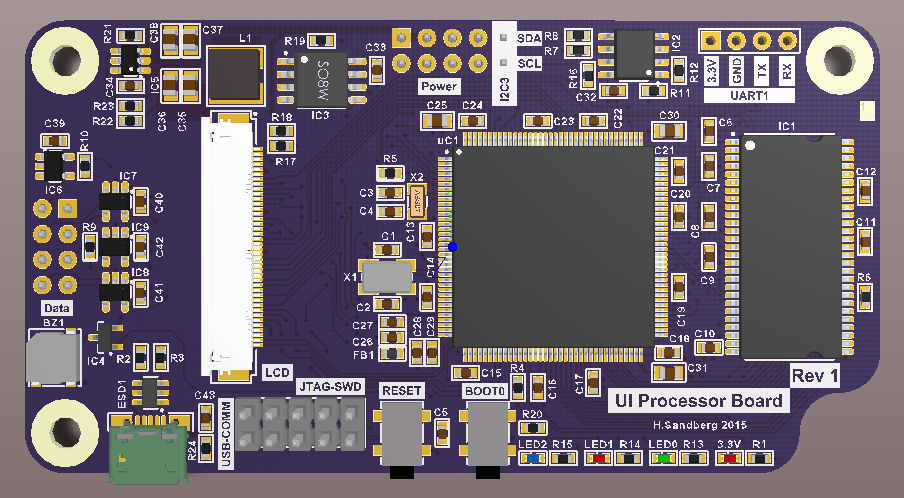 R21
C38
C37
L1
R19
C33
SDA
R8
IC2
SCL
R7
I2C3
R16
R12
3.3V
GND
TX
RX
UART1
C34
IC5
SO8W
Power
R23
R22
C36
C35
IC3
C32
R11
C39
R10
R18
R17
C25
C24
C23
C22
C30
C6
IC1
1
uC1
C21
IC6
IC7
R5
X2
C3
C4
C20
C7
C12
C40
R9
IC9
C42
C1
C13
C8
C11
IC8
C41
X1
C14
C9
R6
Data
C2
C19
BZ1
C27
C26
FB1
C28
C29
C18
C10
IC4
R2
R3
LCD
C15
R4
C16
C17
C31
Rev 1
ESD1
C43
JTAG-SWD
RESET
BOOT0
UI Processor Board
USB-COMM
C5
R20
H.Sandberg 2015
R24
LED2
R15
LED1
R14
LED0
R13
3.3V
R1